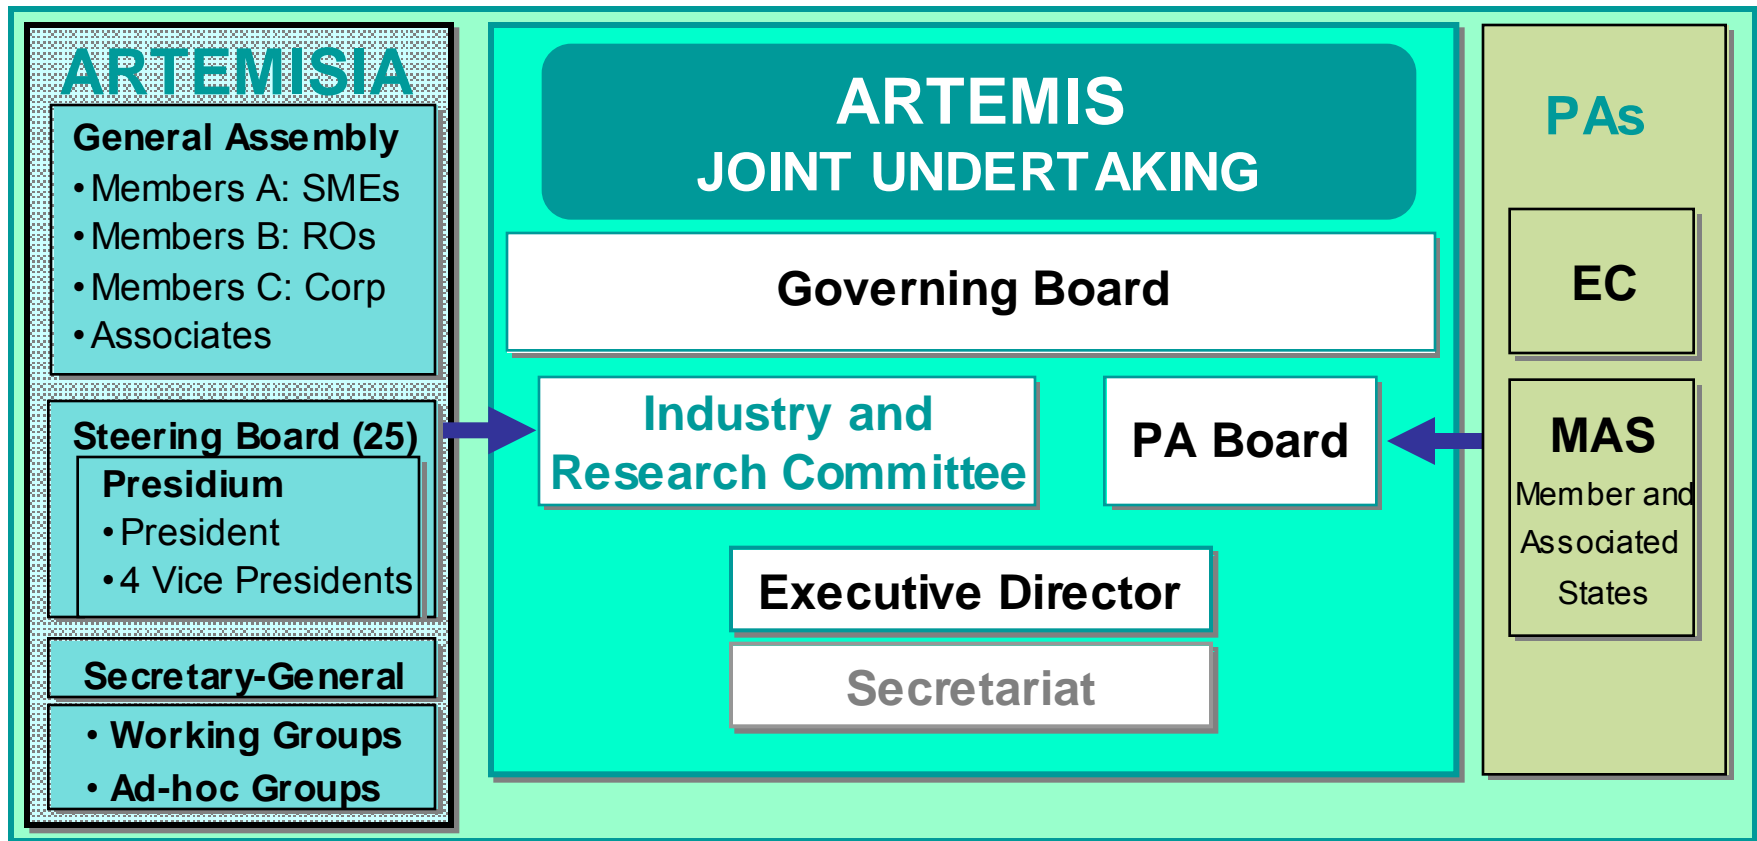 ARTEMISIA
General Assembly
• Members A: SMEs
• Members B: ROs
• Members C: Corp
• Associates
Steering Board (25)
Presidium
• President
• 4 Vice Presidents
Secretary-General
• Working Groups
• Ad-hoc Groups
ARTEMIS
JOINT UNDERTAKING
Governing Board
Industry and
Research Committee
PA Board
Executive Director
Secretariat
PAs
EC
MAS
Member and
Associated
States